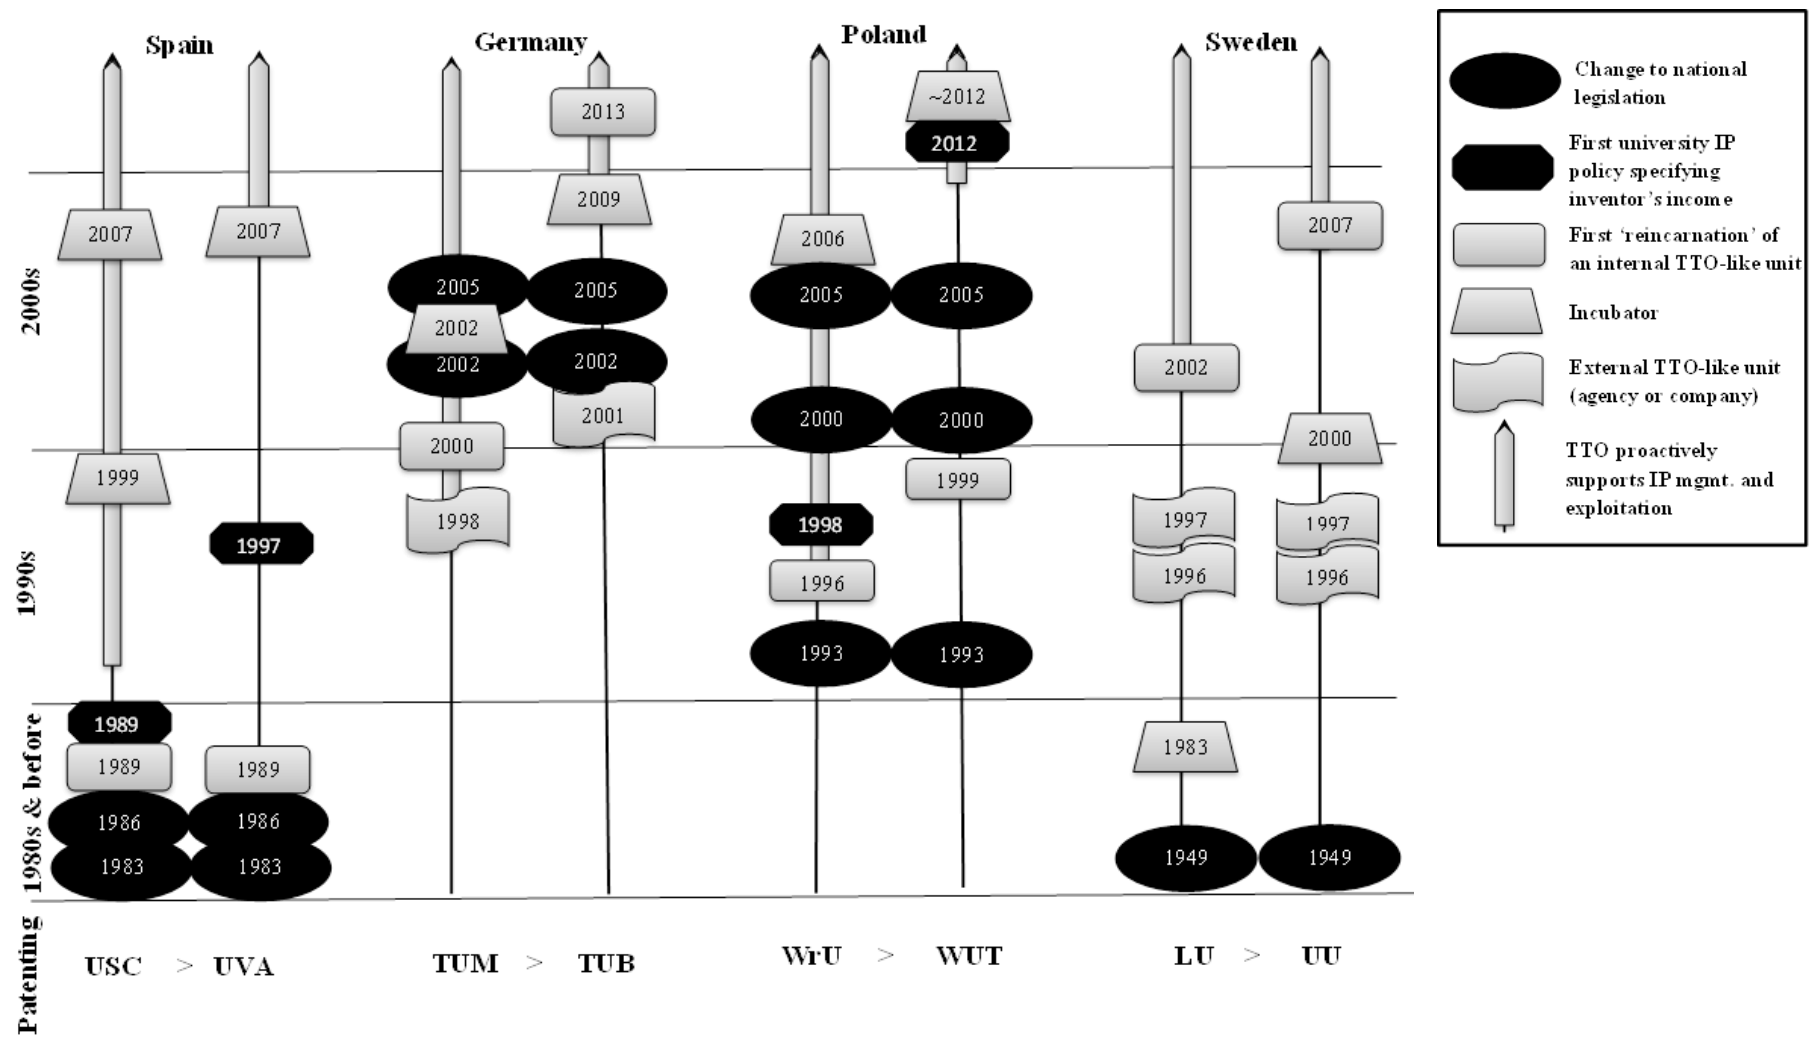 Spain
Germany
Poland
Sweden
2013
~2012
2012
2009
2007
2007
2006
2007
2005
2005
2005
2005
2002
2002
2002
2002
2001
2000
2000
2000
2000
1999
1999
1998
1998
1997
1997
1997
1996
1996
1996
1993
1993
1989
1989
1989
1983
1986
1986
1983
1983
1949
1949
2000s
1990s
1980s & before
Patenting
USC > UVA
TUM > TUB
WrU > WUT
LU > UU
Change to national
legislation
First university IP
policy specifying
inventor's income
First ‘reincarnation’ of
an internal TTO-like unit
Incubator
External TTO-like unit
(agency or company)
TTO proactively
supports IP mgmt. and
exploitation